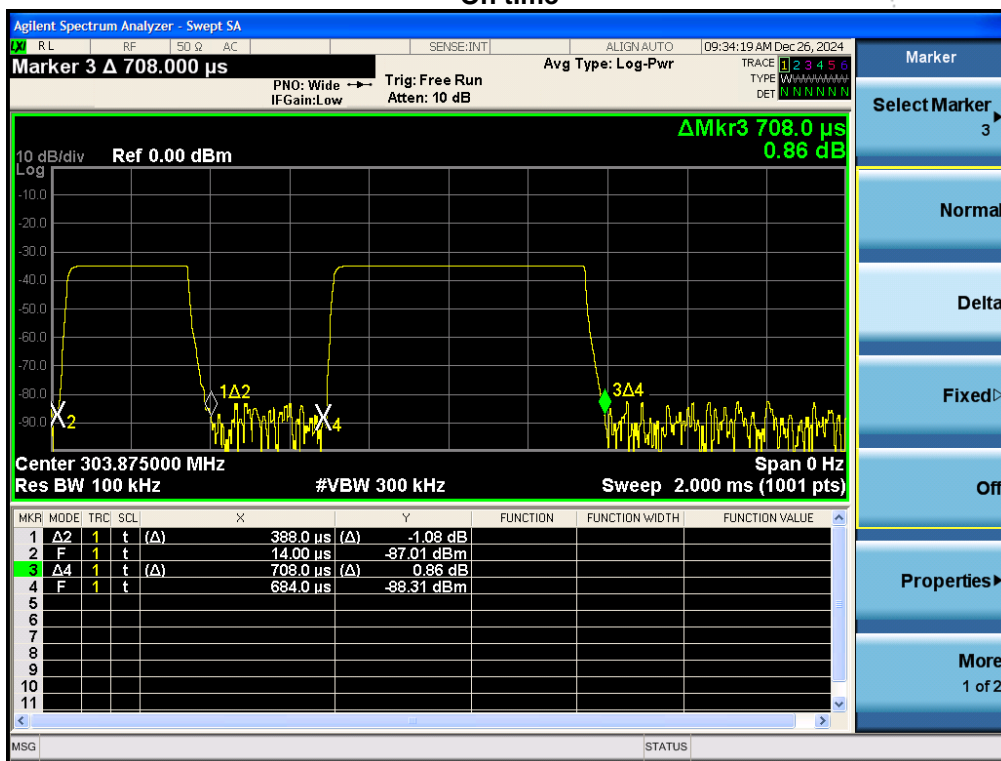 On time
Agilent Spectrum Analyzer - Swept SA
LXI RL RF 50 Ω AC SENSE:INT ALIGN AUTO 09:34:19 AM Dec 26, 2024
Marker 3 Δ 708.000 µs
PNO: Wide
IFGain:Low
Trig: Free Run
Atten: 10 dB
Avg Type: Log-Pwr
TRACE 1 2 3 4 5 6
TYPE WWWWWWWW
DET N N N N N N
ΔMkr3 708.0 µs
0.86 dB
10 dB/div Ref 0.00 dBm
Log
-10.0
-20.0
-30.0
-40.0
-50.0
-60.0
-70.0
-80.0
-90.0
1Δ2
2
3Δ4
4
Center 303.875000 MHz Span 0 Hz
Res BW 100 kHz #VBW 300 kHz Sweep 2.000 ms (1001 pts)
MKR MODE TRC SCL X Y FUNCTION FUNCTION WIDTH FUNCTION VALUE
1 Δ2 1 t (Δ) 388.0 µs (Δ) -1.08 dB
2 F 1 t 14.00 µs -87.01 dBm
3 Δ4 1 t (Δ) 708.0 µs (Δ) 0.86 dB
4 F 1 t 684.0 µs -88.31 dBm
5
6
7
8
9
10
11
MSG STATUS
Marker
Select Marker
3
Normal
Delta
Fixed
Off
Properties
More
1 of 2